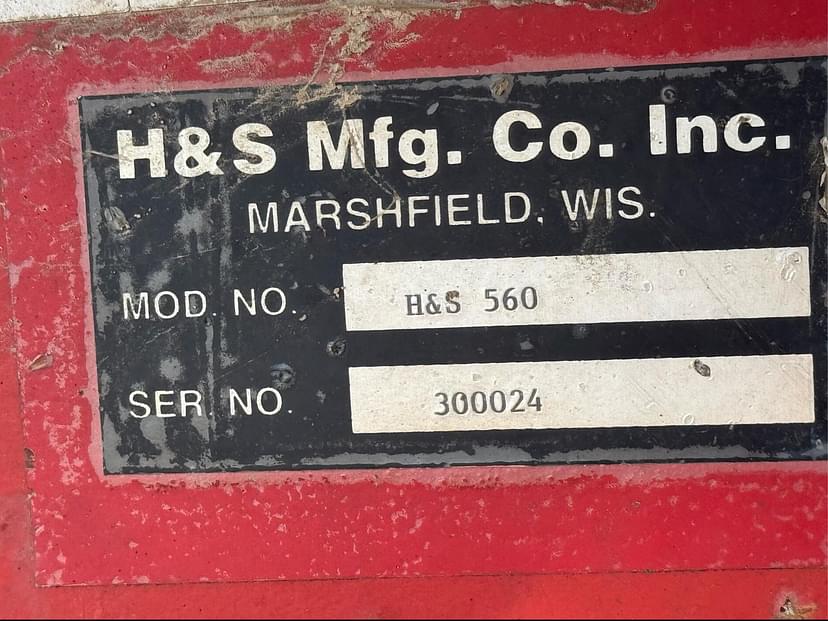 H&S Mfg. Co. Inc.
MARSHFIELD, WIS.
MOD. NO. H&S 560
SER. NO. 300024